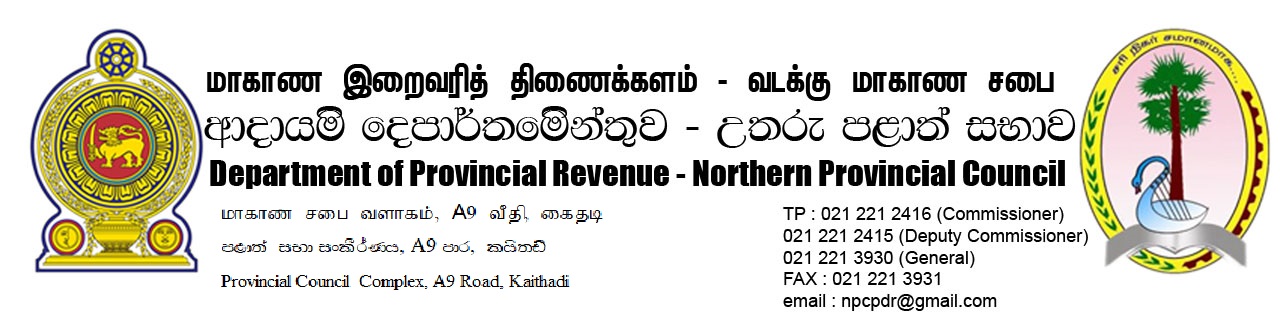 சரி நிகர் சமானமாக...
மாகாண இறைவரித் திணைக்களம் - வடக்கு மாகாண சபை
ආදායම් දෙපාර්තමේන්තුව - උතරු පළාත් සභාව
Department of Provincial Revenue - Northern Provincial Council
மாகாண சபை வளாகம், A9 வீதி, கைதடி
පළාත් සභා සංකීර්ණය, A9 පාර, කයිතඩි
Provincial Council Complex, A9 Road, Kaithadi
TP : 021 221 2416 (Commissioner)
021 221 2415 (Deputy Commissioner)
021 221 3930 (General)
FAX : 021 221 3931
email : npcpdr@gmail.com